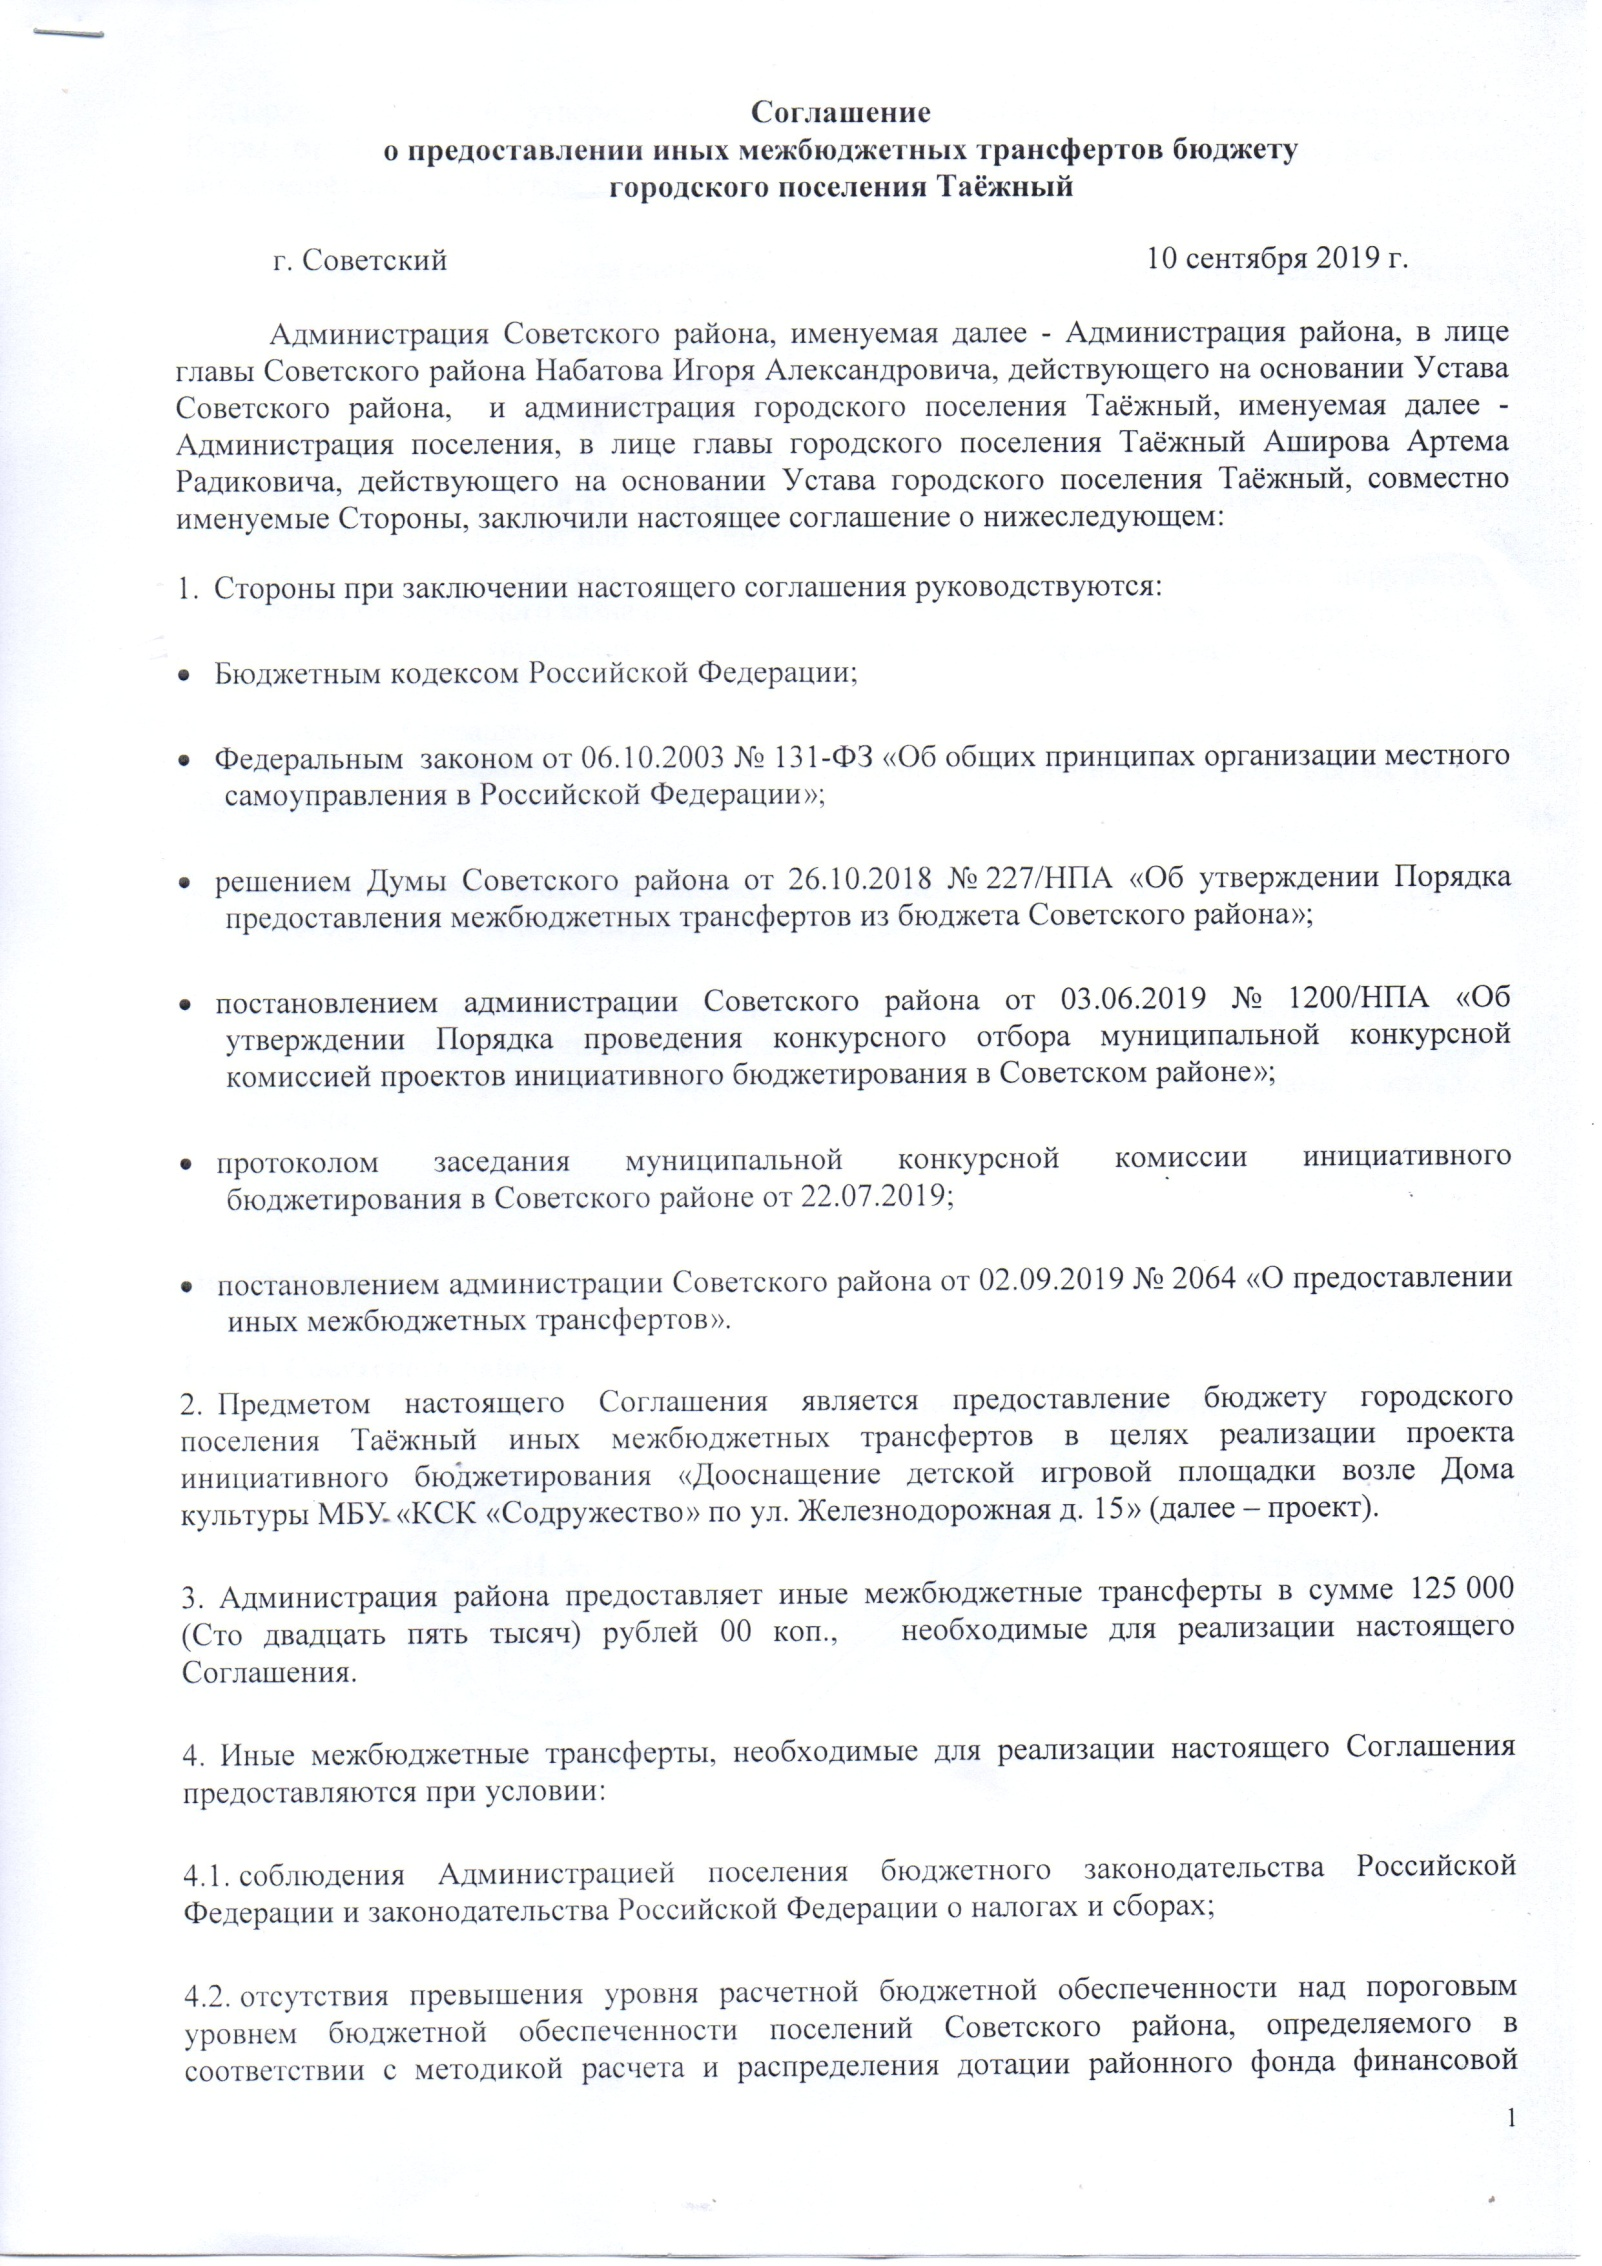 Соглашение
о предоставлении иных межбюджетных трансфертов бюджету
городского поселения Таёжный
г. Советский 10 сентября 2019 г.
Администрация Советского района, именуемая далее - Администрация района, в лице
главы Советского района Набатова Игоря Александровича, действующего на основании Устава
Советского района, и администрация городского поселения Таёжный, именуемая далее -
Администрация поселения, в лице главы городского поселения Таёжный Аширова Артема
Радиковича, действующего на основании Устава городского поселения Таёжный, совместно
именуемые Стороны, заключили настоящее соглашение о нижеследующем:
1. Стороны при заключении настоящего соглашения руководствуются:
• Бюджетным кодексом Российской Федерации;
• Федеральным законом от 06.10.2003 № 131-ФЗ «Об общих принципах организации местного
самоуправления в Российской Федерации»;
• решением Думы Советского района от 26.10.2018 № 227/НПА «Об утверждении Порядка
предоставления межбюджетных трансфертов из бюджета Советского района»;
• постановлением администрации Советского района от 03.06.2019 № 1200/НПА «Об
утверждении Порядка проведения конкурсного отбора муниципальной конкурсной
комиссией проектов инициативного бюджетирования в Советском районе»;
• протоколом заседания муниципальной конкурсной комиссии инициативного
бюджетирования в Советского районе от 22.07.2019;
• постановлением администрации Советского района от 02.09.2019 № 2064 «О предоставлении
иных межбюджетных трансфертов».
2. Предметом настоящего Соглашения является предоставление бюджету городского
поселения Таёжный иных межбюджетных трансфертов в целях реализации проекта
инициативного бюджетирования «Дооснащение детской игровой площадки возле Дома
культуры МБУ «КСК «Содружество» по ул. Железнодорожная д. 15» (далее – проект).
3. Администрация района предоставляет иные межбюджетные трансферты в сумме 125 000
(Сто двадцать пять тысяч) рублей 00 коп., необходимые для реализации настоящего
Соглашения.
4. Иные межбюджетные трансферты, необходимые для реализации настоящего Соглашения
предоставляются при условии:
4.1. соблюдения Администрацией поселения бюджетного законодательства Российской
Федерации и законодательства Российской Федерации о налогах и сборах;
4.2. отсутствия превышения уровня расчетной бюджетной обеспеченности над пороговым
уровнем бюджетной обеспеченности поселений Советского района, определяемого в
соответствии с методикой расчета и распределения дотации районного фонда финансовой
1